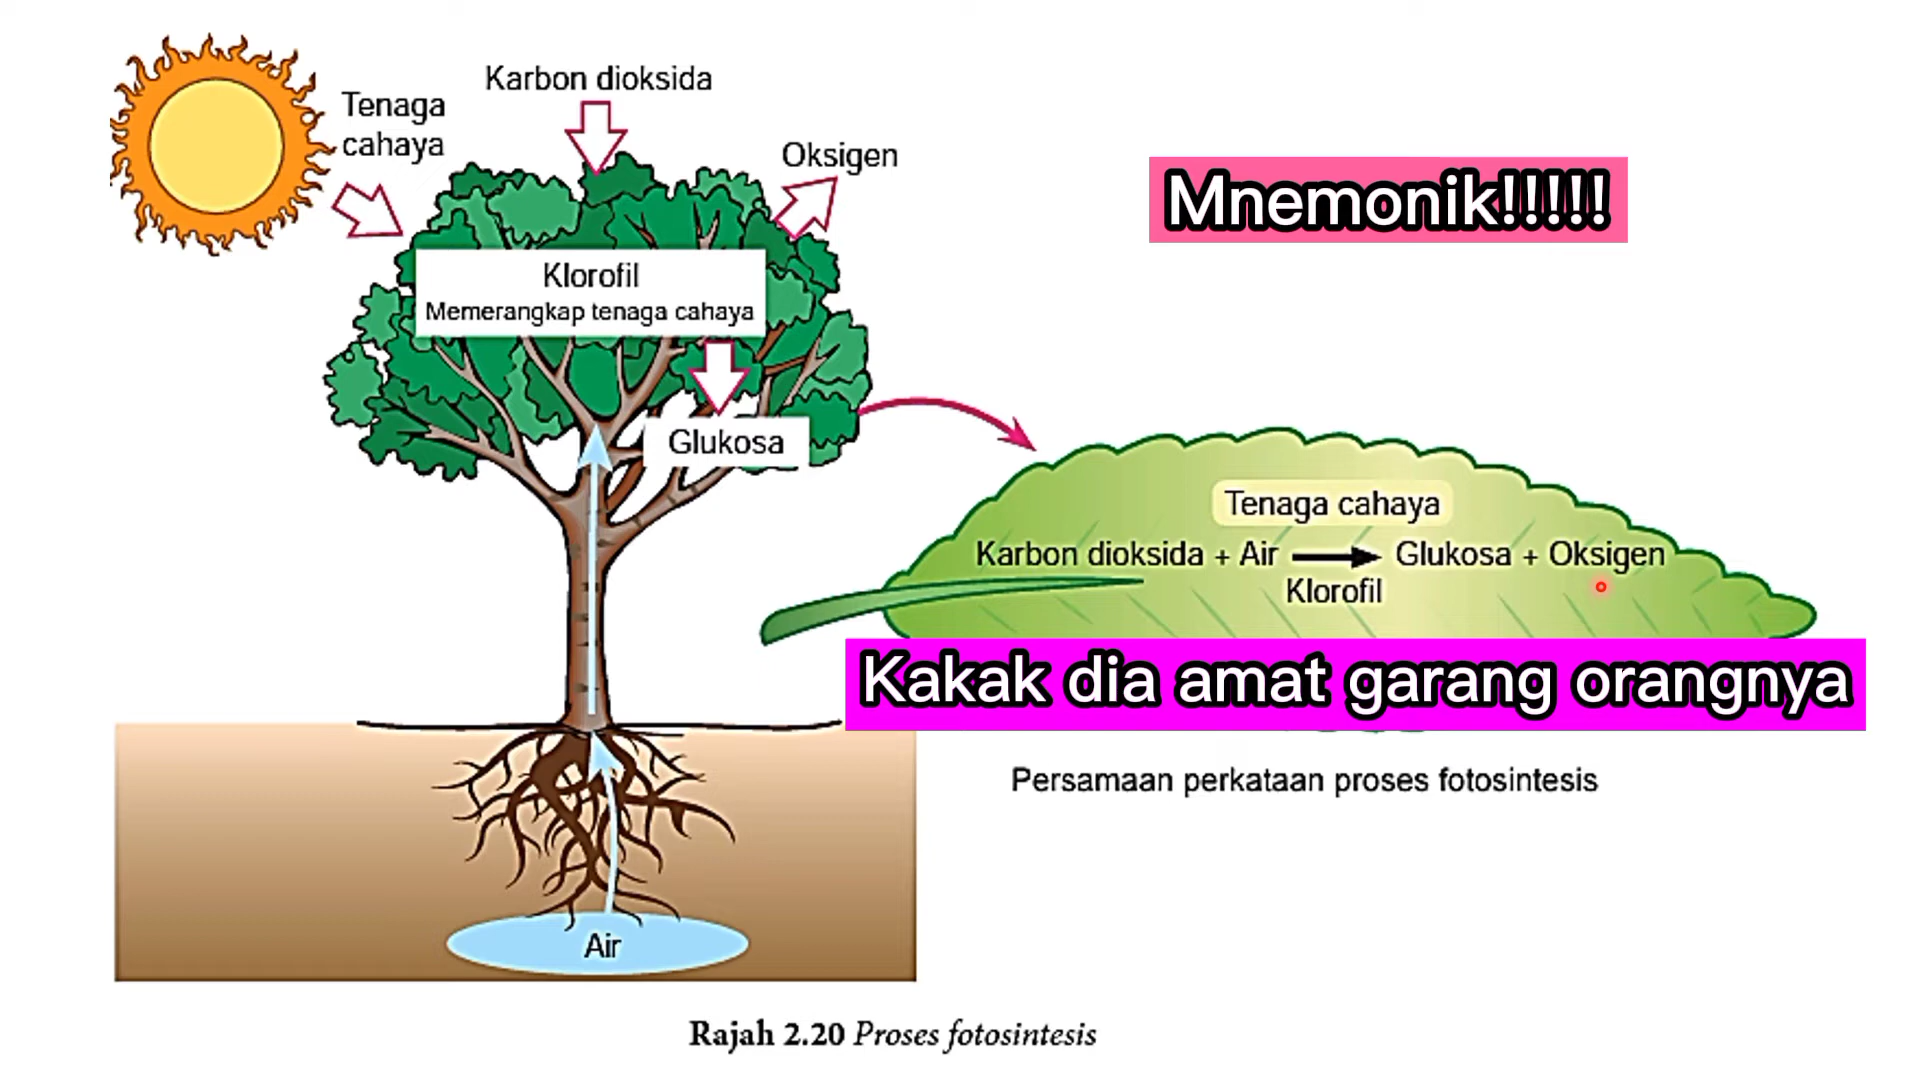 Karbon dioksida
Tenaga
cahaya
Oksigen
Mnemonik!!!!!
Klorofil
Memerangkap tenaga cahaya
Glukosa
Tenaga cahaya
Karbon dioksida + Air → Glukosa + Oksigen
Klorofil
Kakak dia amat garang orangnya
Persamaan perkataan proses fotosintesis
Air
Rajah 2.20 Proses fotosintesis